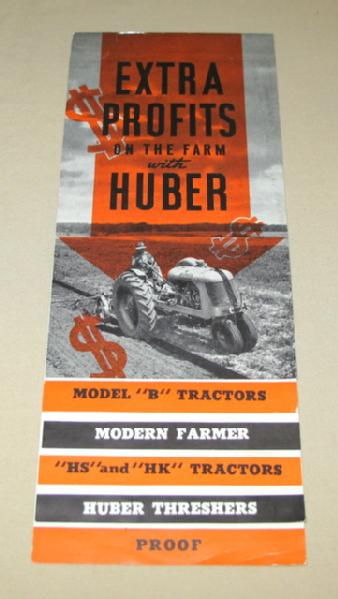 EXTRA
PROFITS
ON THE FARM
with
HUBER
MODEL "B" TRACTORS
MODERN FARMER
"HS" and "HK" TRACTORS
HUBER THRESHERS
PROOF